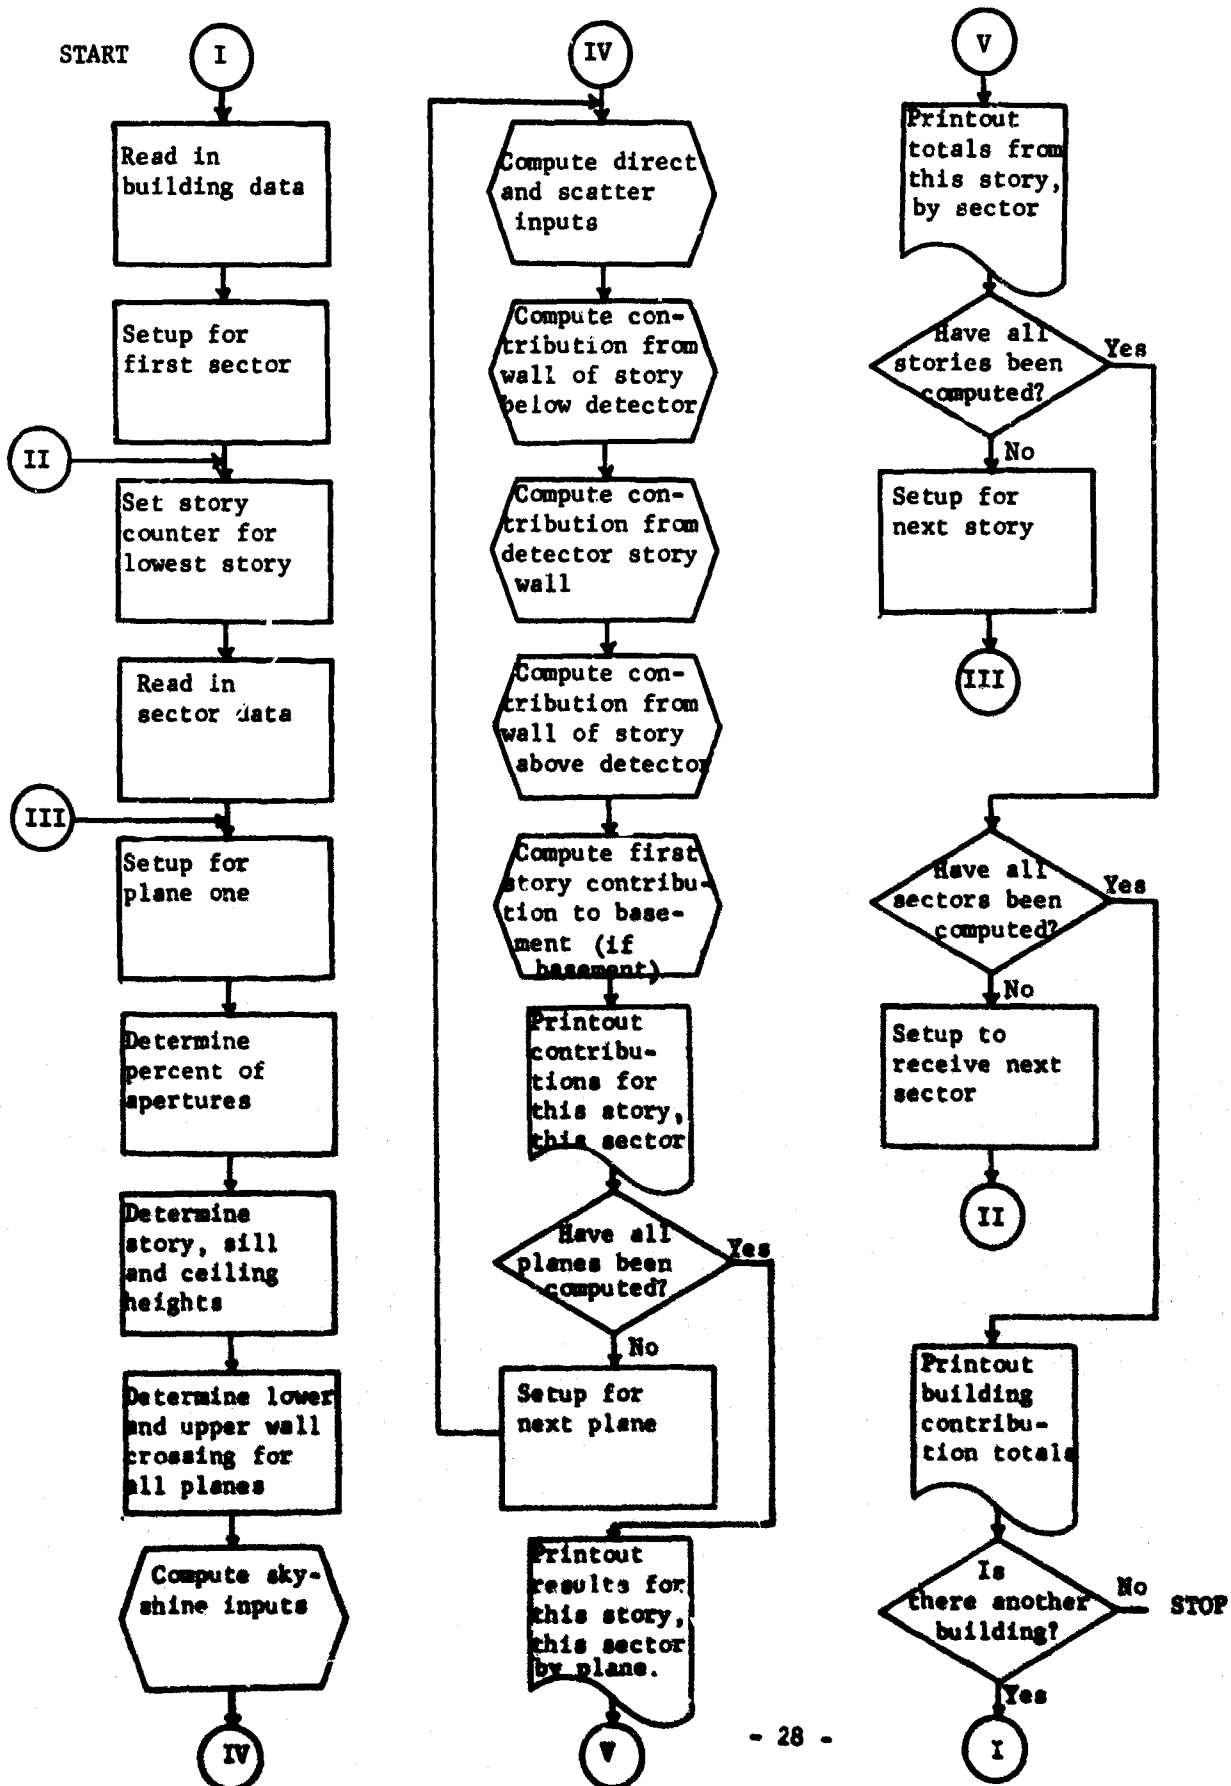 START
I
Read in
building data
Setup for
first sector
II
Set story
counter for
lowest story
Read in
sector data
III
Setup for
plane one
Determine
percent of
apertures
Determine
story, sill
and ceiling
heights
Determine lower
and upper wall
crossing for
all planes
Compute sky-
shine inputs
IV
IV
Compute direct
and scatter
inputs
Compute con-
tribution from
wall of story
below detector
Compute con-
tribution from
detector story
wall
Compute con-
tribution from
wall of story
above detector
Compute first
story contribu-
tion to base-
ment (if
basement)
Printout
contribu-
tions for
this story,
this sector
Have all
planes been
computed?
Yes
No
Setup for
next plane
Printout
results for
this story,
this sector
by plane.
V
V
Printout
totals from
this story,
by sector
Have all
stories been
computed?
Yes
No
Setup for
next story
III
Have all
sectors been
computed?
Yes
No
Setup to
receive next
sector
II
Printout
building
contribu-
tion totals
Is
there another
building?
No
STOP
Yes
I
- 28 -